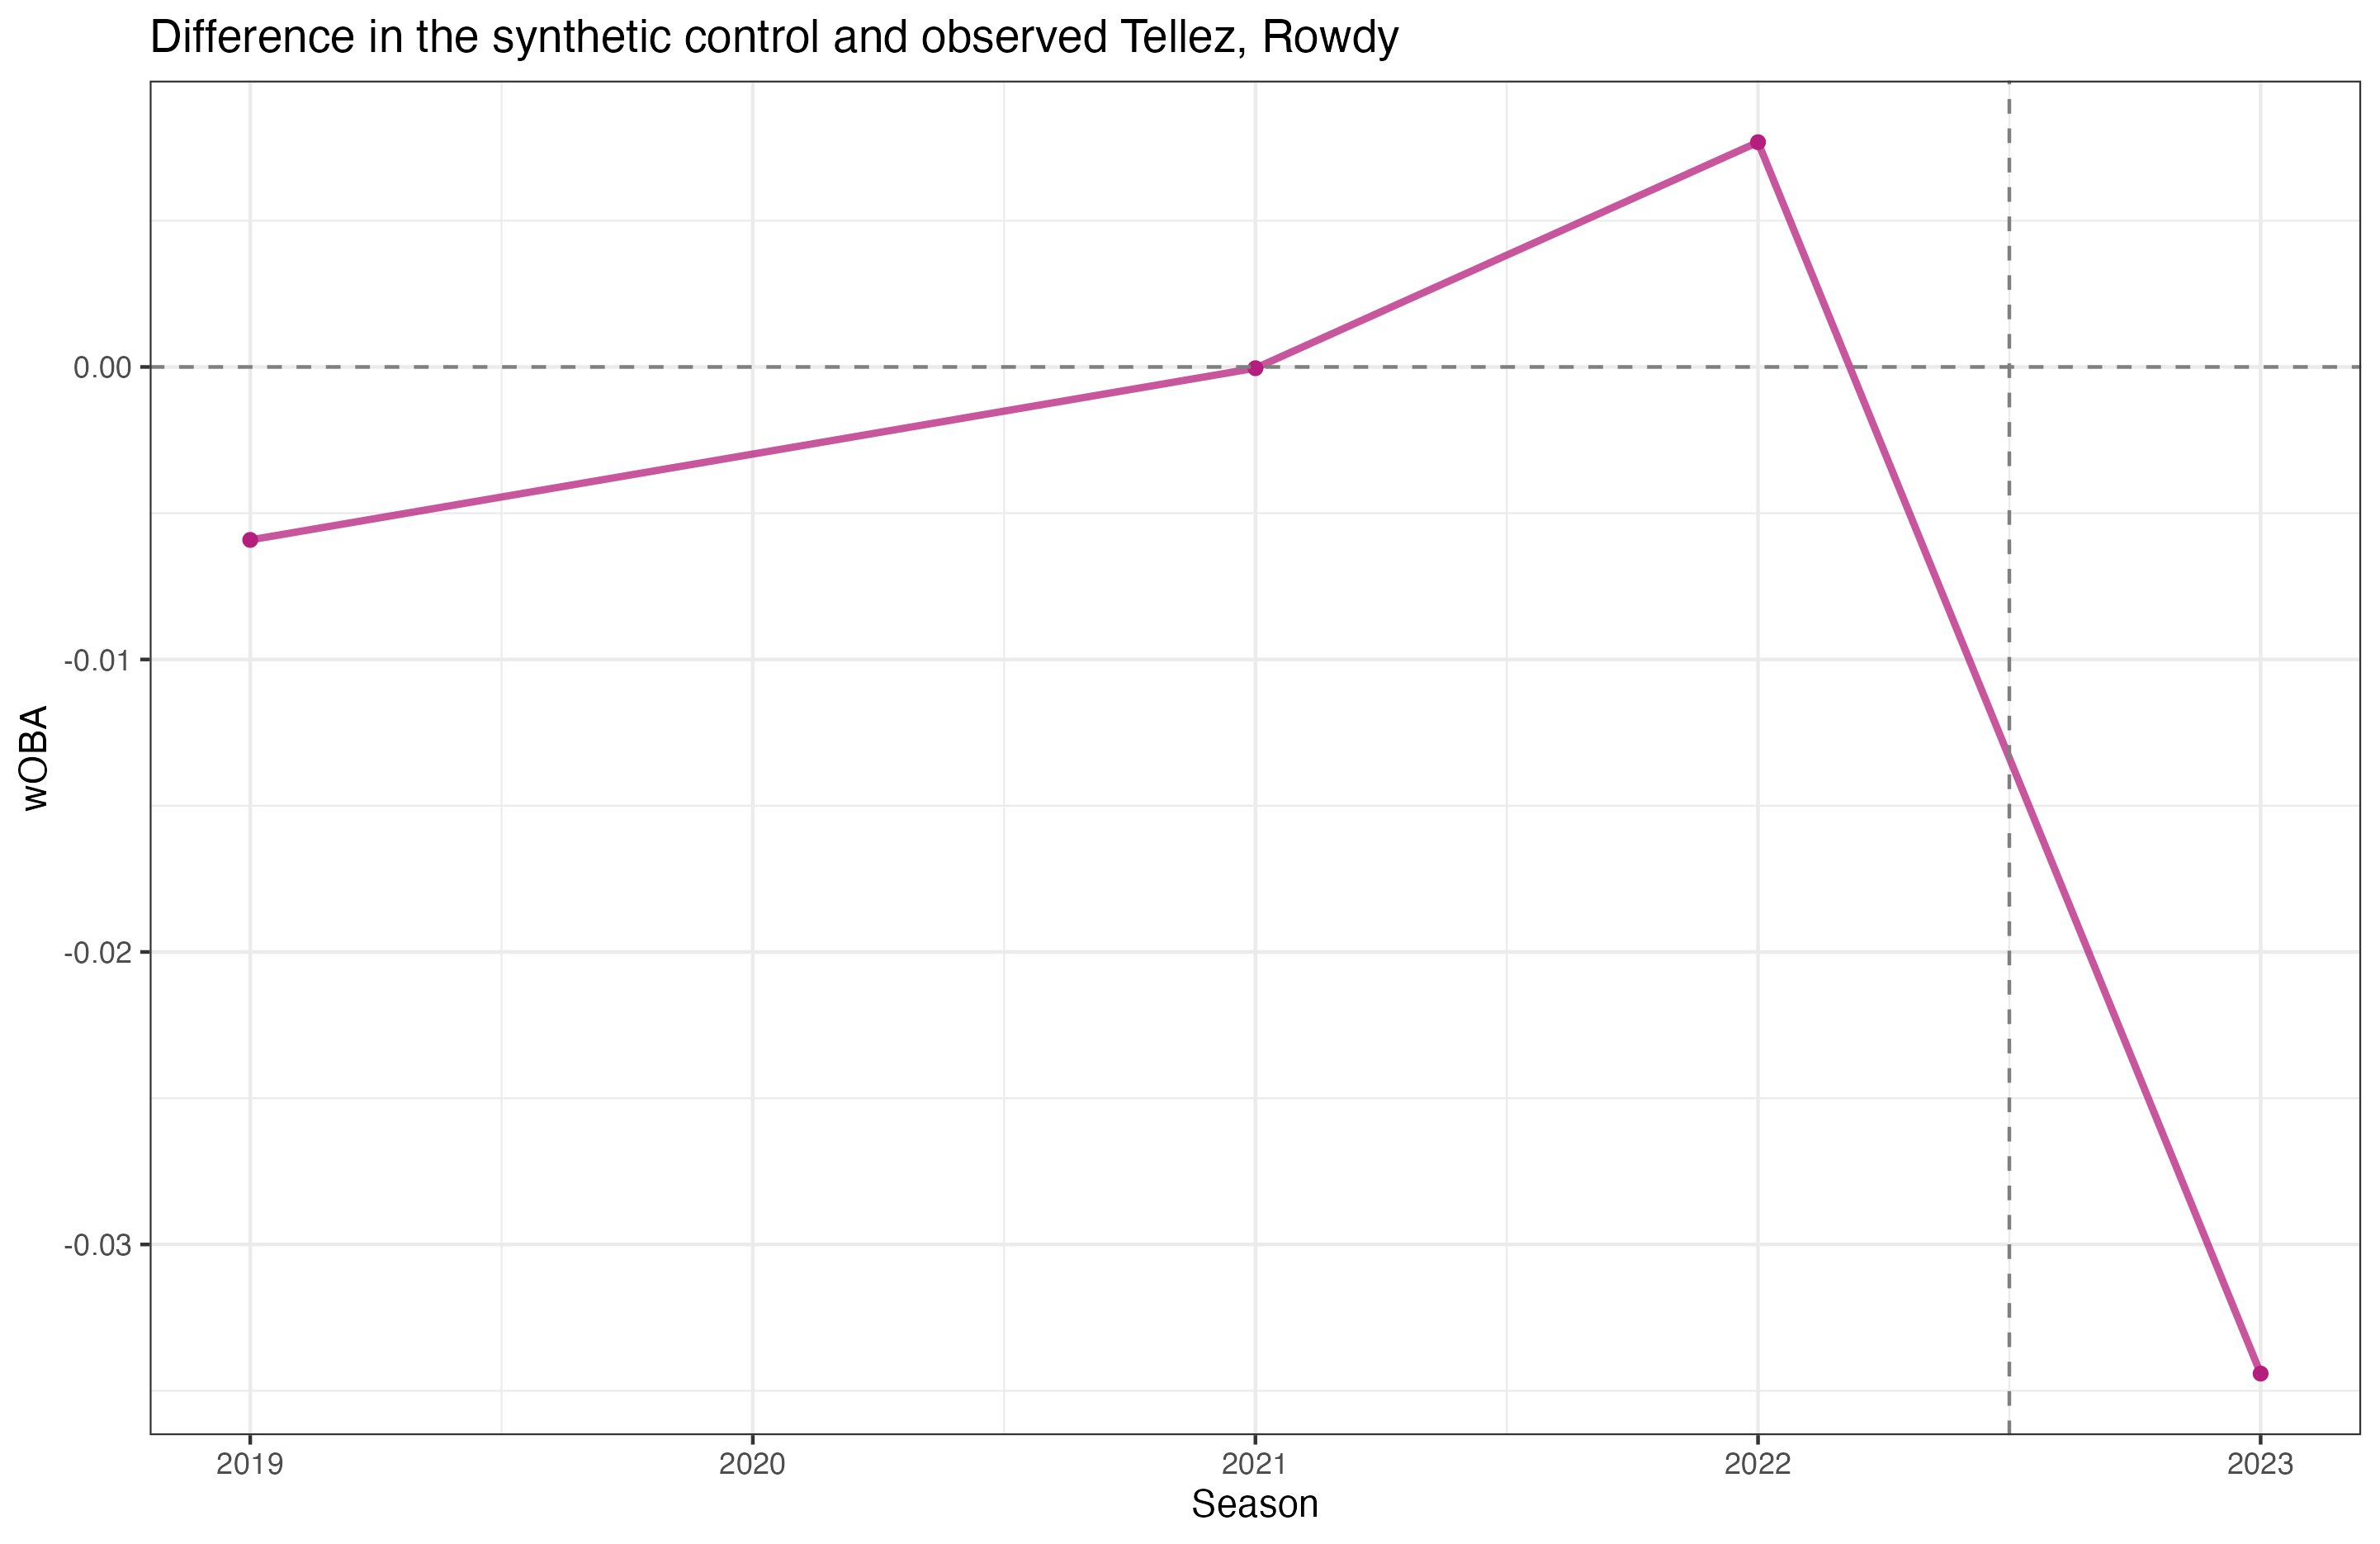 Difference in the synthetic control and observed Tellez, Rowdy
wOBA
0.00
-0.01
-0.02
-0.03
2019 2020 2021 2022 2023
Season